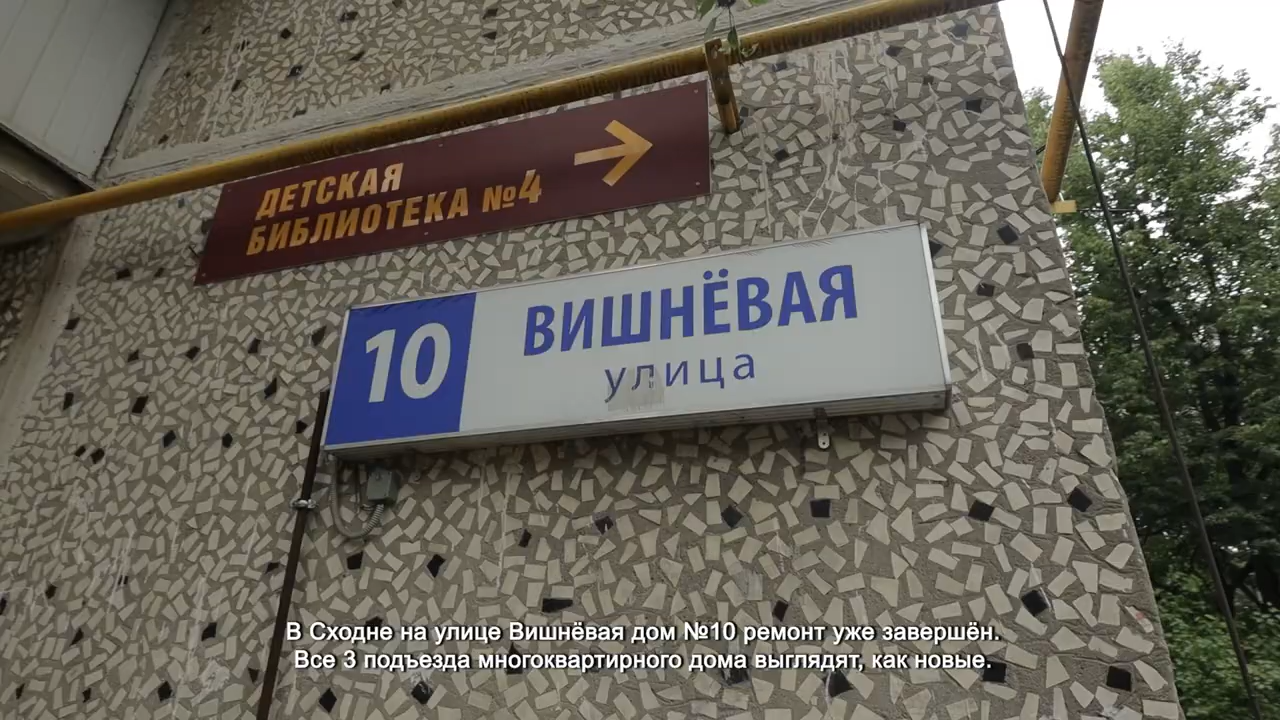 ДЕТСКАЯ
БИБЛИОТЕКА №4
10
ВИШНЁВАЯ
улица
В Сходне на улице Вишнёвая дом №10 ремонт уже завершён.
Все 3 подъезда многоквартирного дома выглядят, как новые.